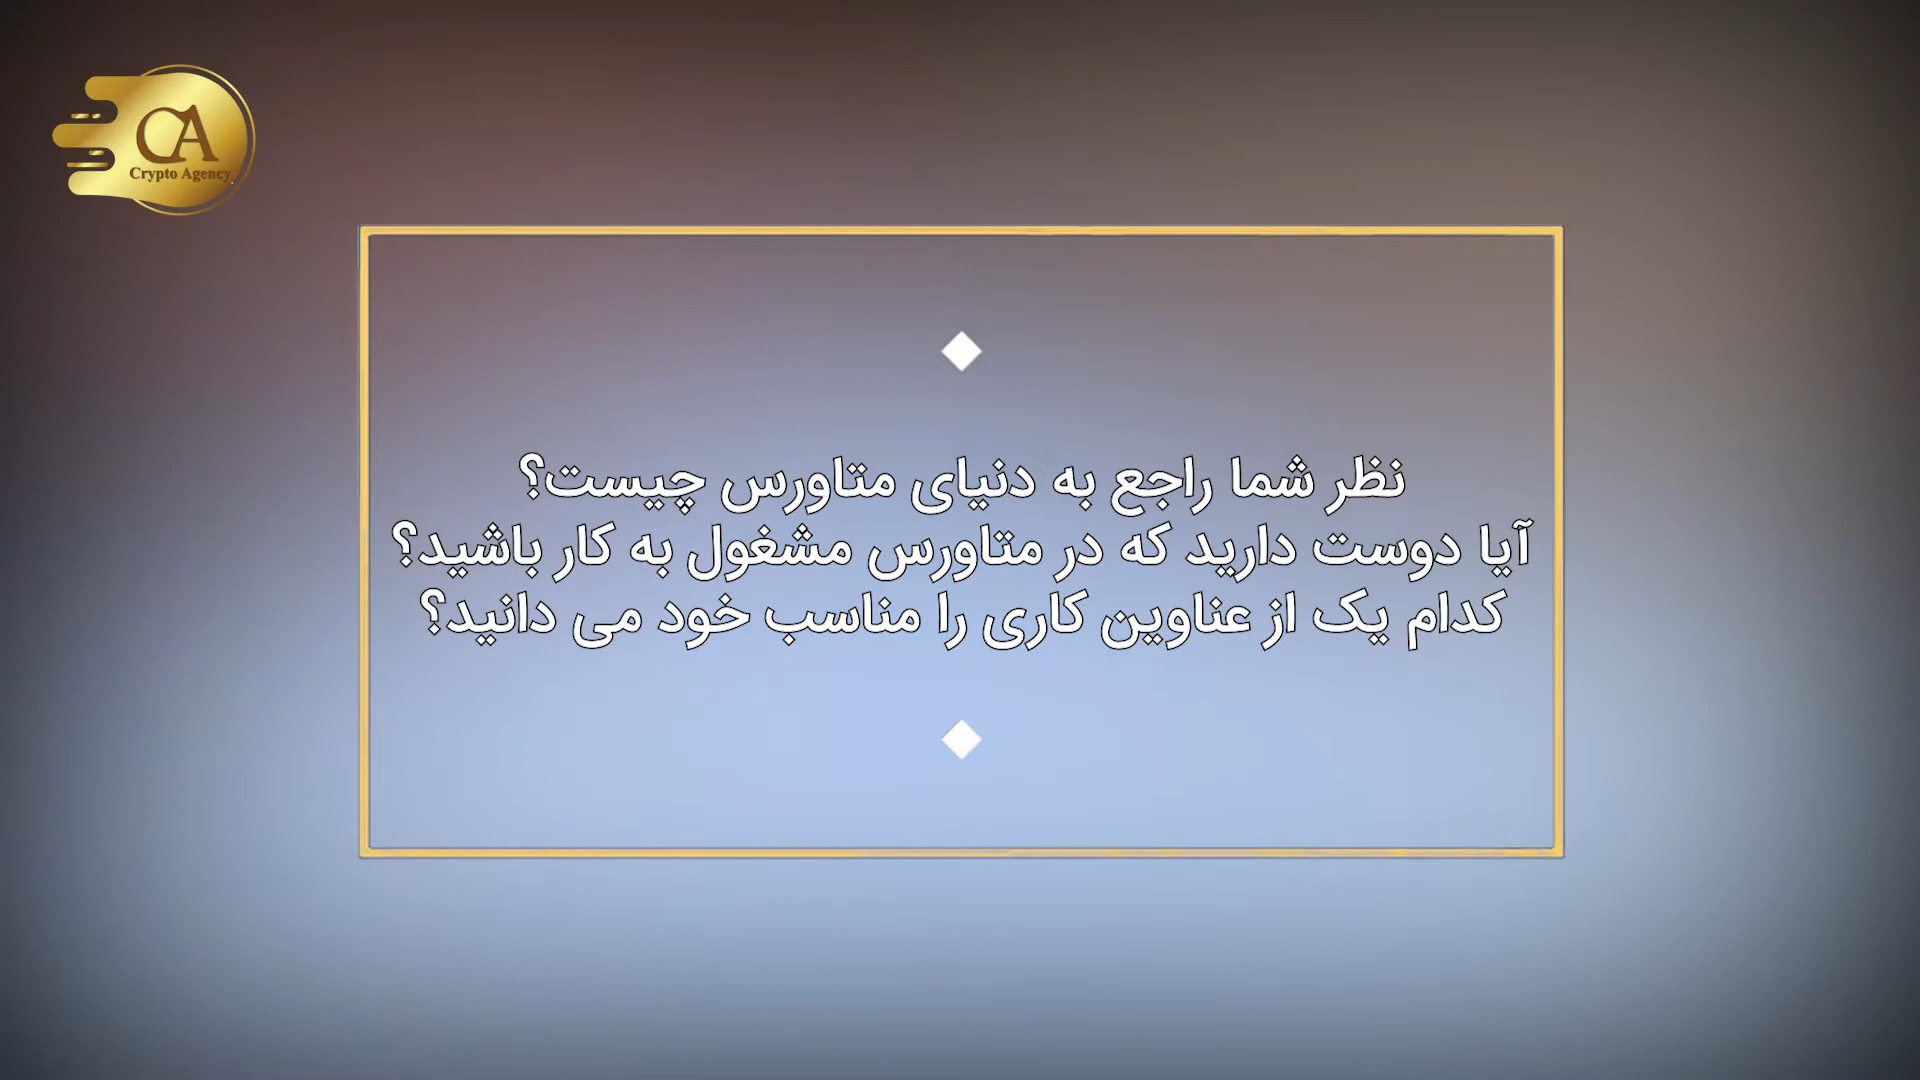 CA
Crypto Agency
نظر شما راجع به دنیای متاورس چیست؟
آیا دوست دارید که در متاورس مشغول به کار باشید؟
کدام یک از عناوین کاری را مناسب خود می دانید؟